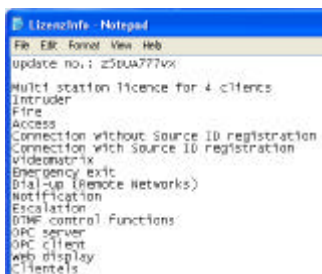 LizenzInfo - Notepad
File Edit Format View Help
update no.: z5DUA777vx
Multi station licence for 4 clients
Intruder
Fire
Access
Connection without Source ID registration
Connection with Source ID registration
Videomatrix
Emergency exit
Dial-up (Remote Networks)
Notification
Escalation
DTMF control functions
OPC server
OPC client
Web display
Clientels